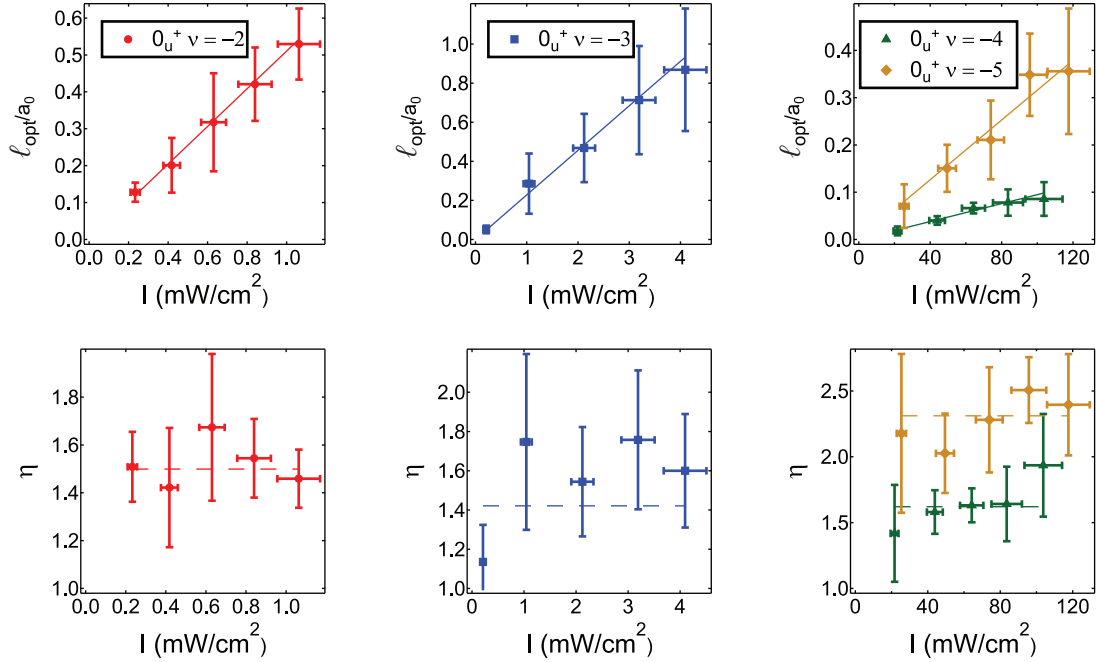 0.6
0.5
0.4
0.3
0.2
0.1
0.0
ℓopt/a0
0u+ ν = −2
0.0 0.2 0.4 0.6 0.8 1.0
I (mW/cm2)
1.0
0.8
0.6
0.4
0.2
0.0
ℓopt/a0
0u+ ν = −3
0 1 2 3 4
I (mW/cm2)
0.4
0.3
0.2
0.1
0.0
ℓopt/a0
0u+ ν = −4
0u+ ν = −5
0 40 80 120
I (mW/cm2)
1.8
1.6
1.4
1.2
1.0
η
0.0 0.2 0.4 0.6 0.8 1.0
I (mW/cm2)
2.0
1.8
1.6
1.4
1.2
1.0
η
0 1 2 3 4
I (mW/cm2)
2.5
2.0
1.5
1.0
η
0 40 80 120
I (mW/cm2)